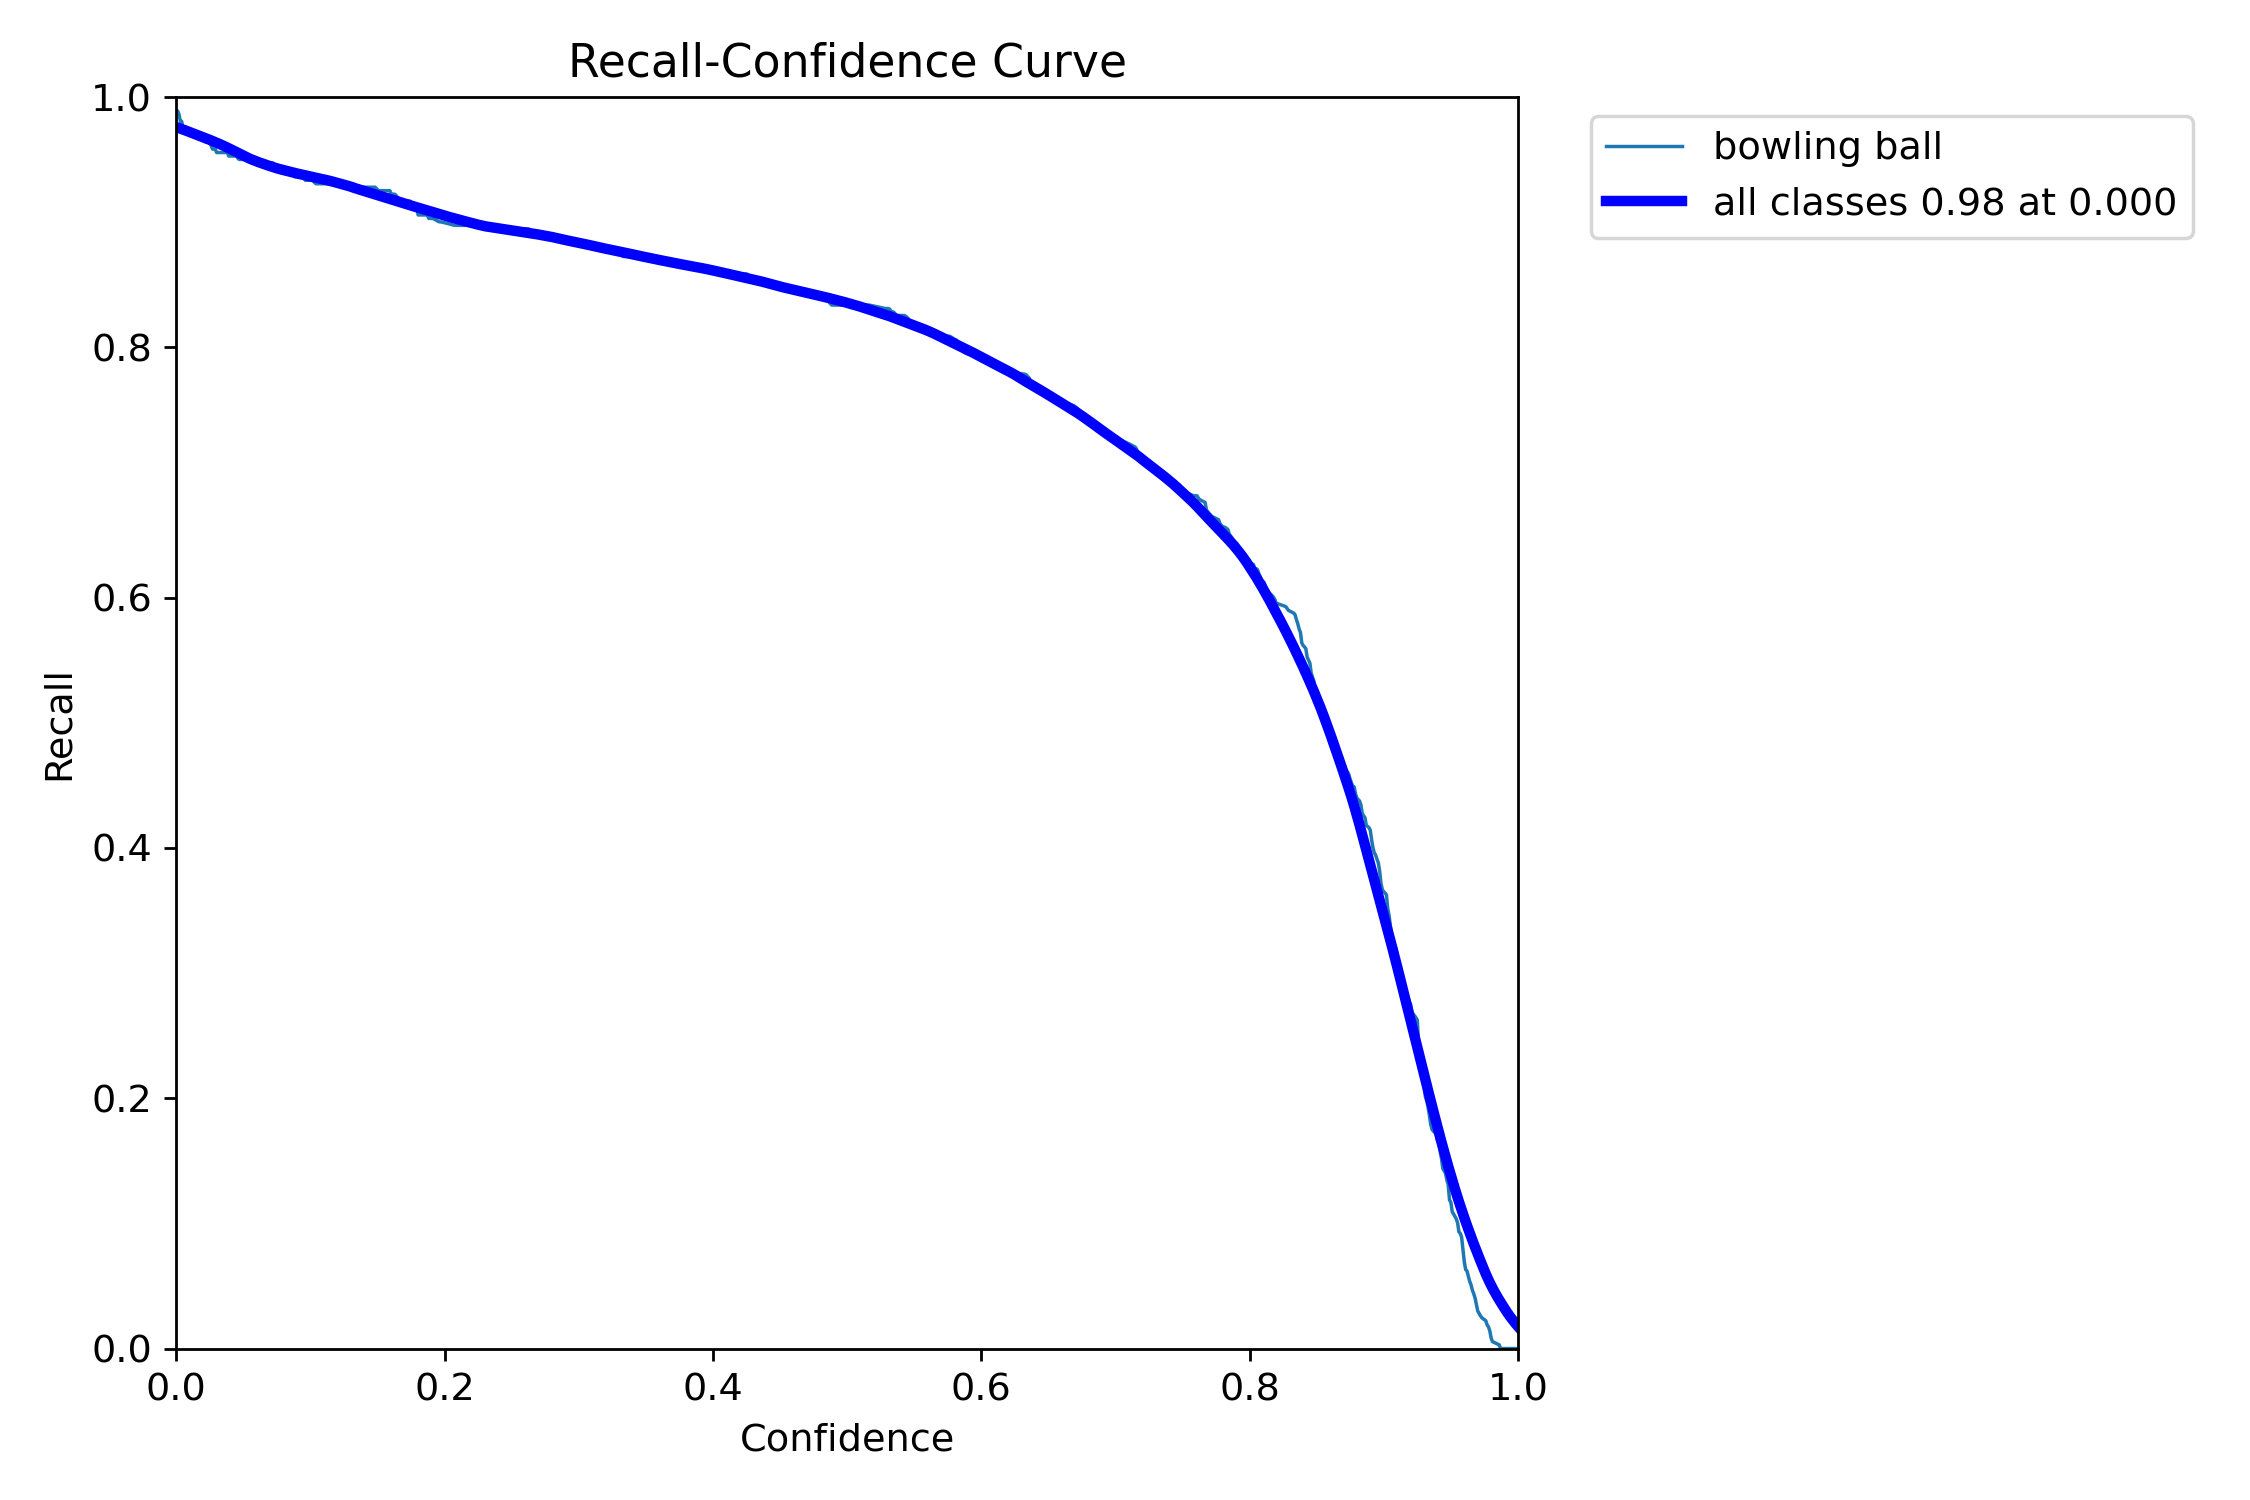 Recall-Confidence Curve
1.0
0.8
0.6
0.4
0.2
0.0
Recall
0.0 0.2 0.4 0.6 0.8 1.0
Confidence
bowling ball
all classes 0.98 at 0.000